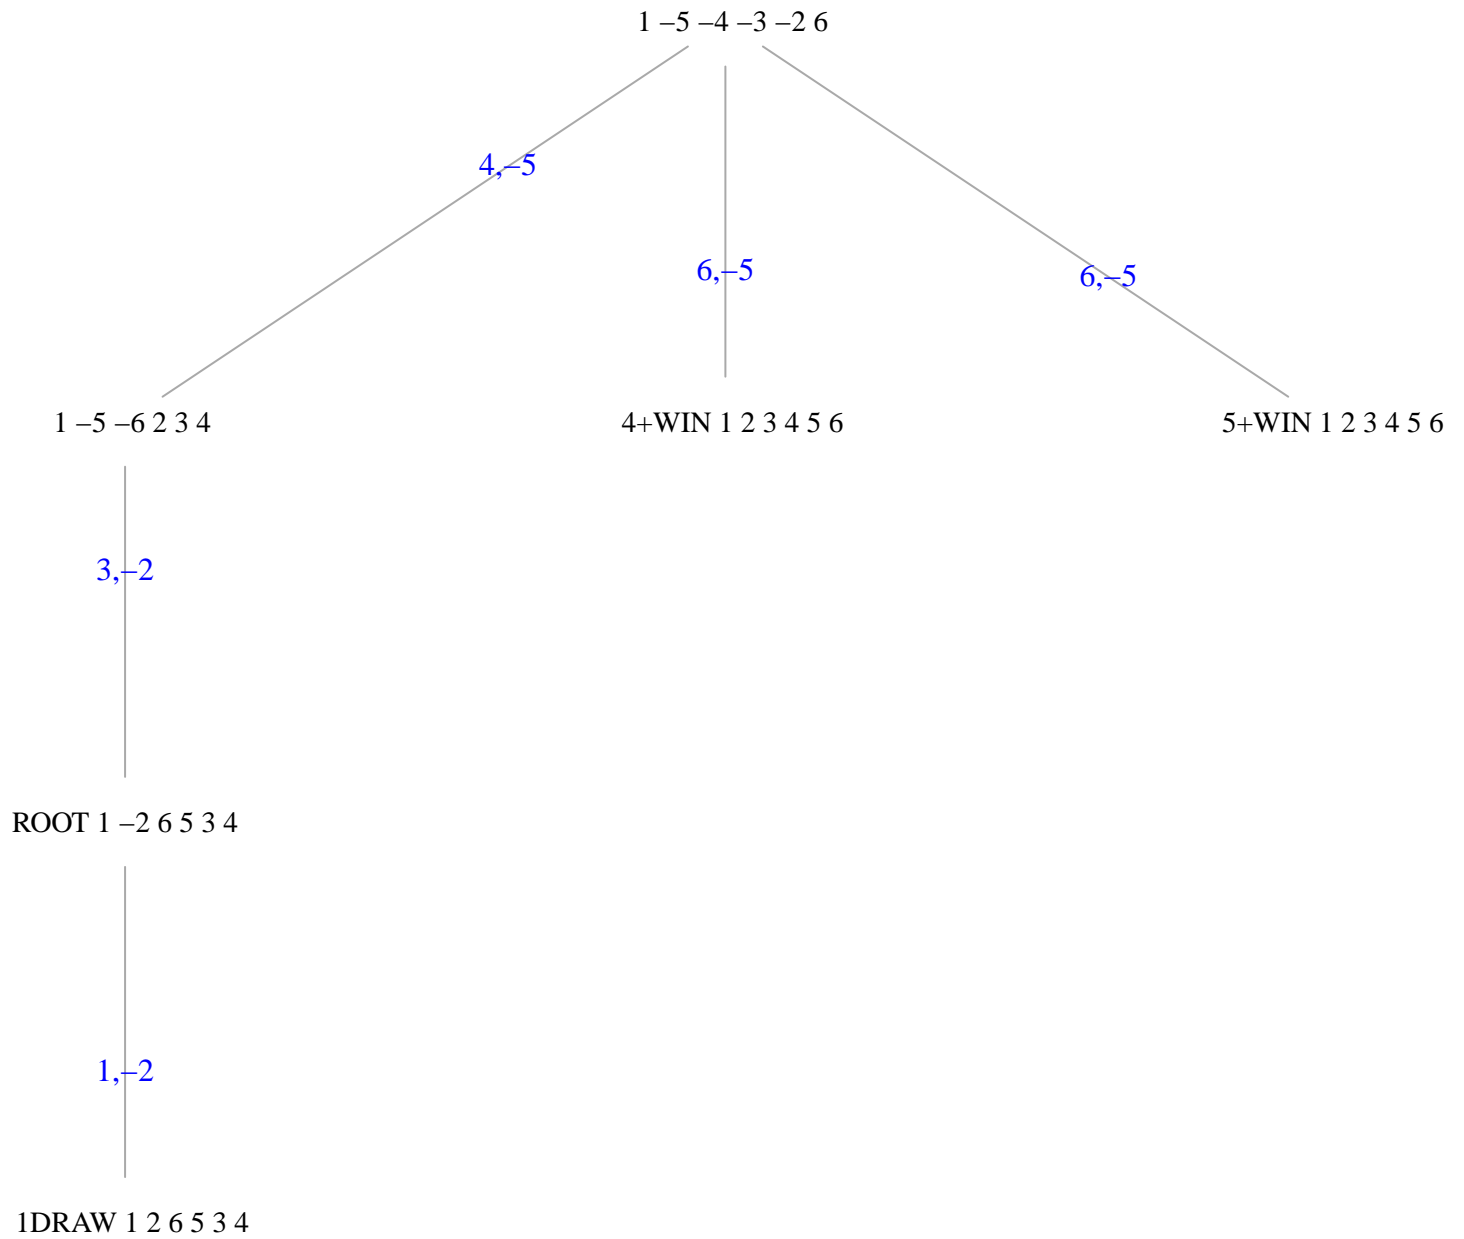 1 –5 –4 –3 –2 6
4,–5
6,–5
6,–5
1 –5 –6 2 3 4
4+WIN 1 2 3 4 5 6
5+WIN 1 2 3 4 5 6
3,–2
ROOT 1 –2 6 5 3 4
1,–2
1DRAW 1 2 6 5 3 4